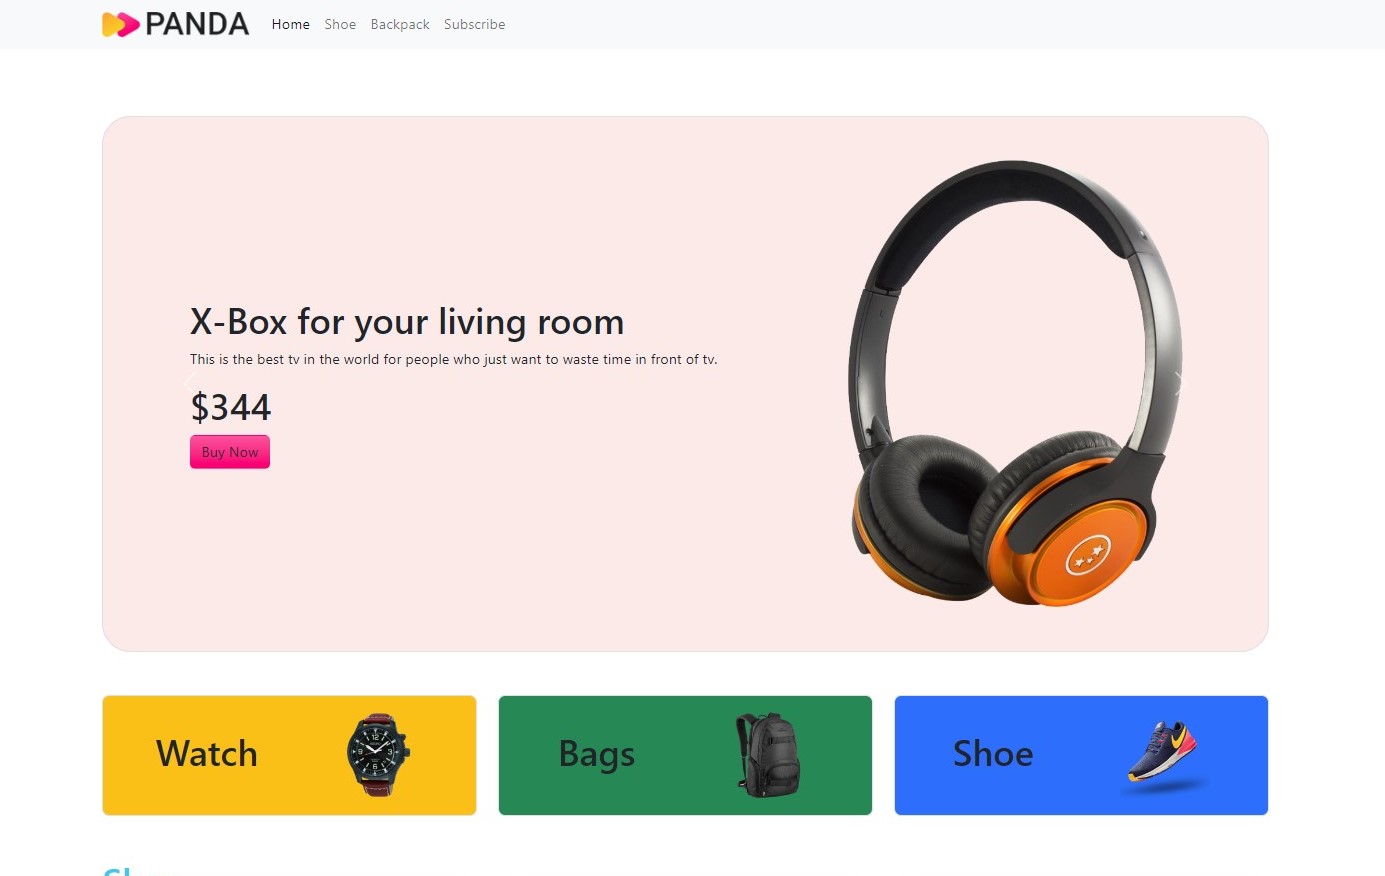 PANDA Home Shoe Backpack Subscribe
X-Box for your living room
This is the best tv in the world for people who just want to waste time in front of tv.
$344
Buy Now
Watch Bags Shoe